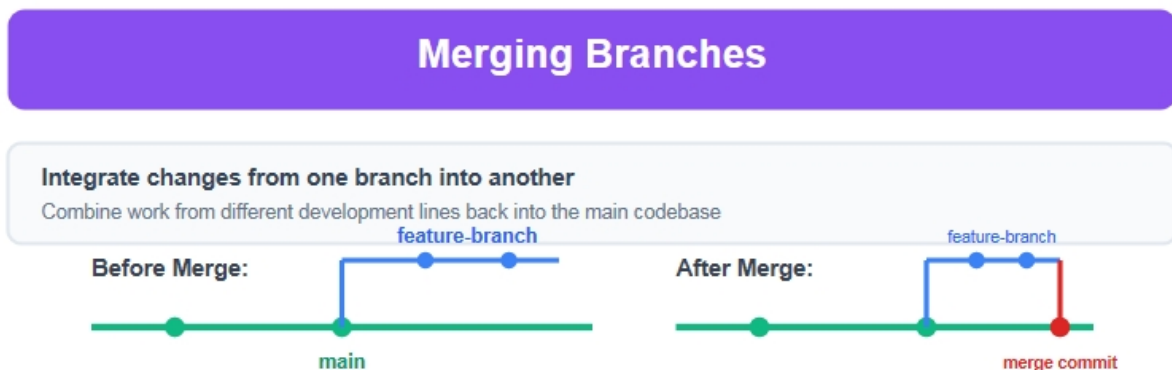 Merging Branches
Integrate changes from one branch into another
Combine work from different development lines back into the main codebase
feature-branch
Before Merge:
main
feature-branch
After Merge:
merge commit